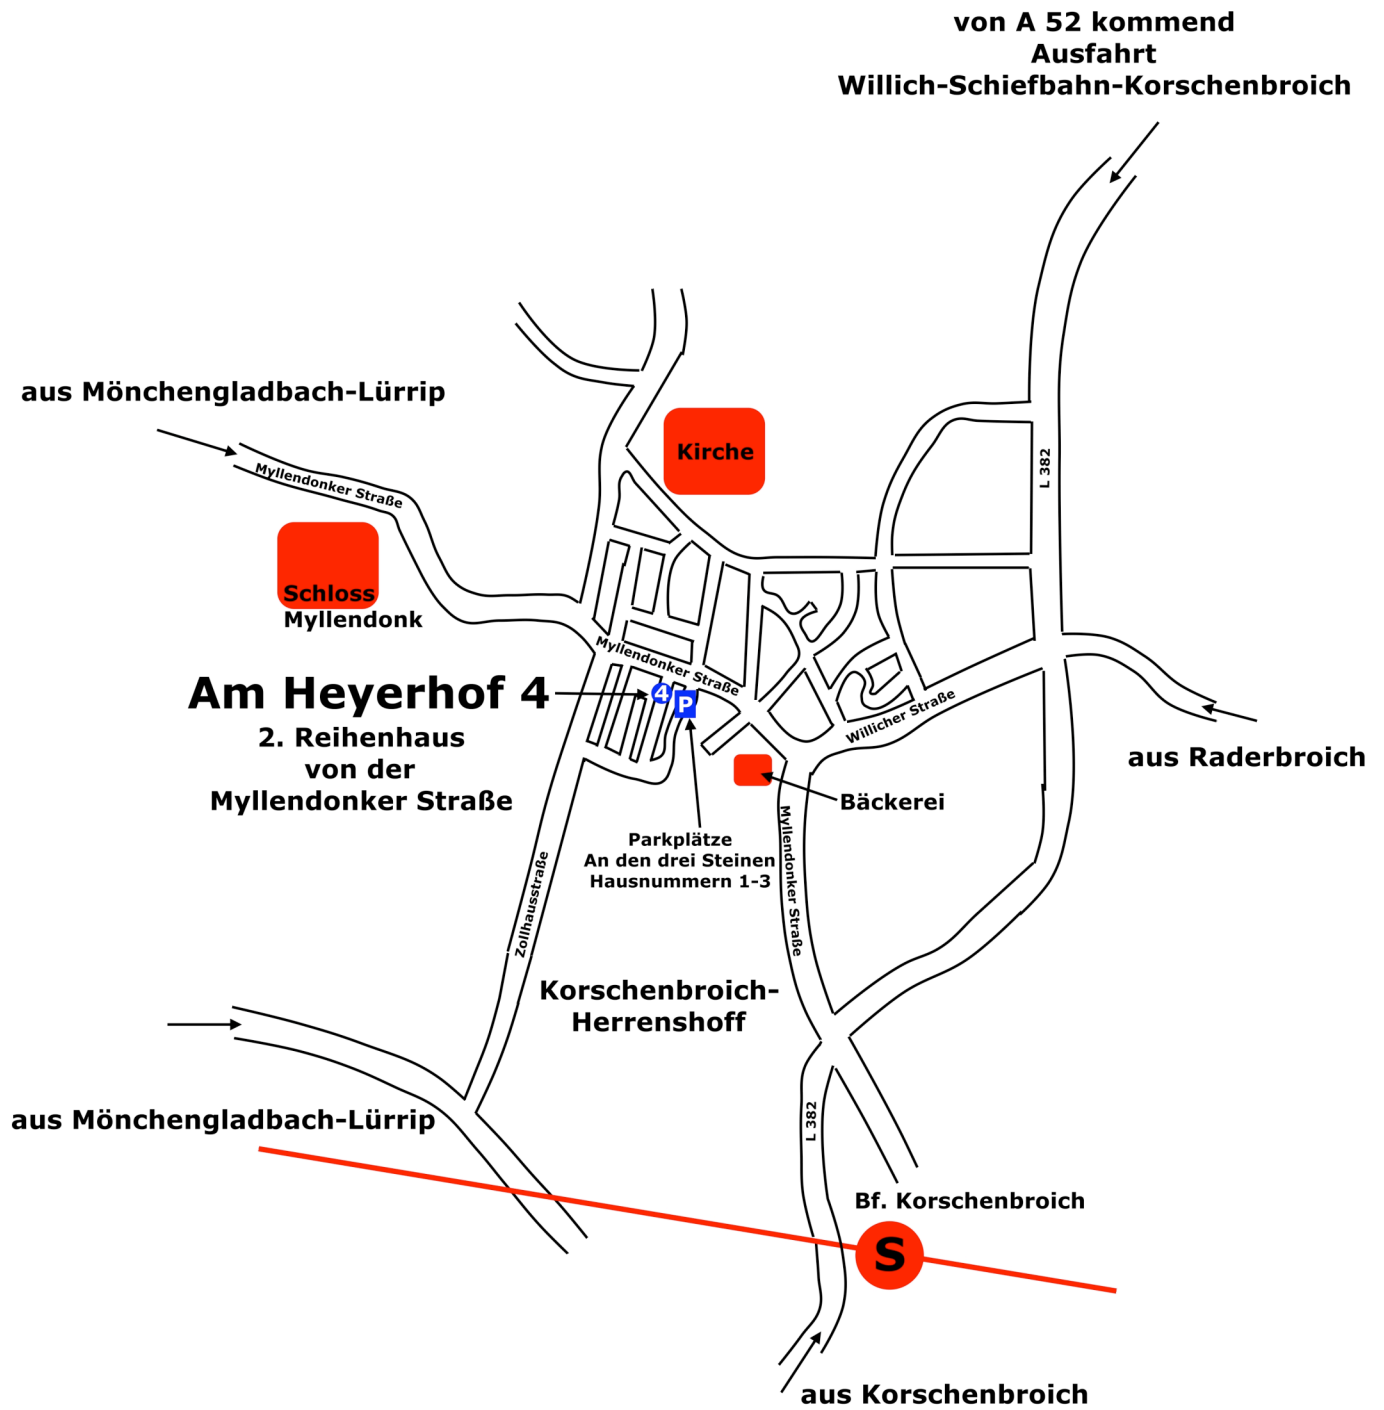 von A 52 kommend
Ausfahrt
Willich-Schiefbahn-Korschenbroich
aus Mönchengladbach-Lürrip
Myllendonker Straße
Kirche
L 382
Schloss
Myllendonk
Myllendonker Straße
Am Heyerhof 4
4
P
2. Reihenhaus
von der
Myllendonker Straße
Willicher Straße
aus Raderbroich
Bäckerei
Parkplätze
An den drei Steinen
Hausnummern 1-3
Myllendonker Straße
Zollhausstraße
Korschenbroich-
Herrenshoff
aus Mönchengladbach-Lürrip
L 382
Bf. Korschenbroich
S
aus Korschenbroich